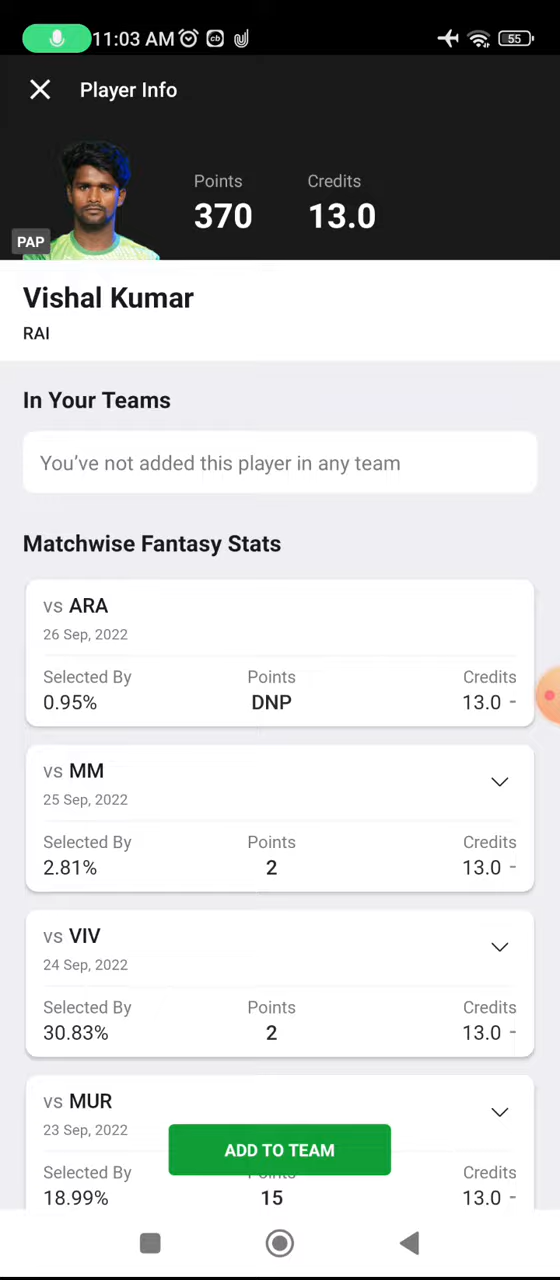 11:03 AM
cb
55
Player Info
PAP
Points
Credits
370
13.0
Vishal Kumar
RAI
In Your Teams
You’ve not added this player in any team
Matchwise Fantasy Stats
vs ARA
26 Sep, 2022
Selected By
Points
Credits
0.95%
DNP
13.0 -
vs MM
25 Sep, 2022
Selected By
Points
Credits
2.81%
2
13.0 -
vs VIV
24 Sep, 2022
Selected By
Points
Credits
30.83%
2
13.0 -
vs MUR
23 Sep, 2022
ADD TO TEAM
Selected By
Points
Credits
18.99%
15
13.0 -